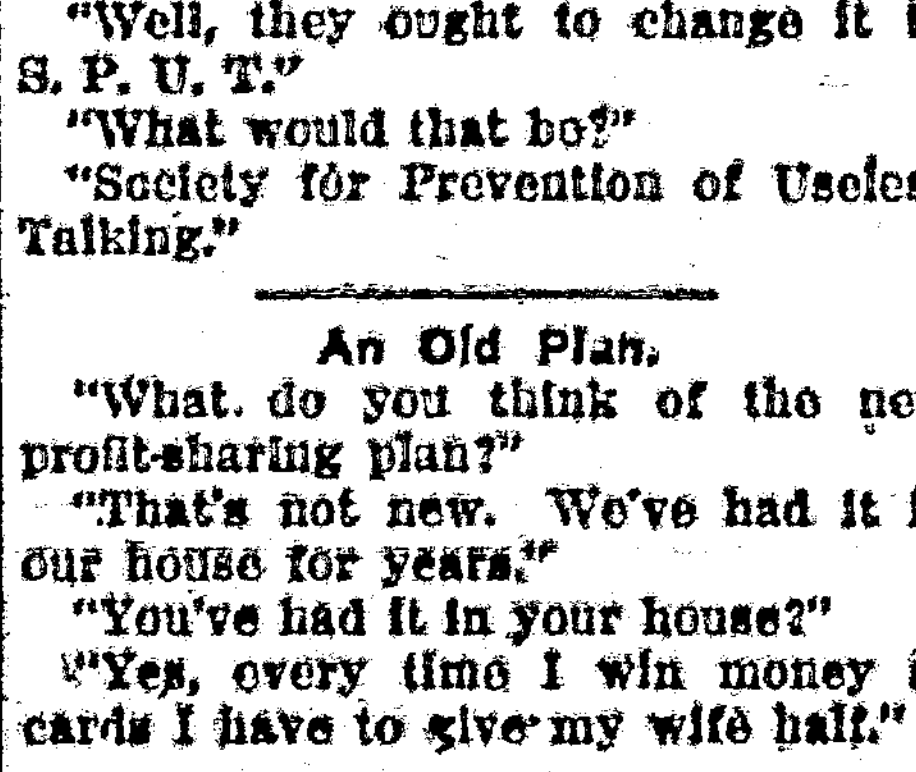 "Well, they ought to change it
S. P. U. T."
"What would that be?"
"Society for Prevention of
Talking."
An Old Plan.
"What do you think of the
profit-sharing plan?"
"That's not new. We've had it
our house for years."
"You've had it in your house?"
"Yes, every time I win money
cards I have to give my wife half."